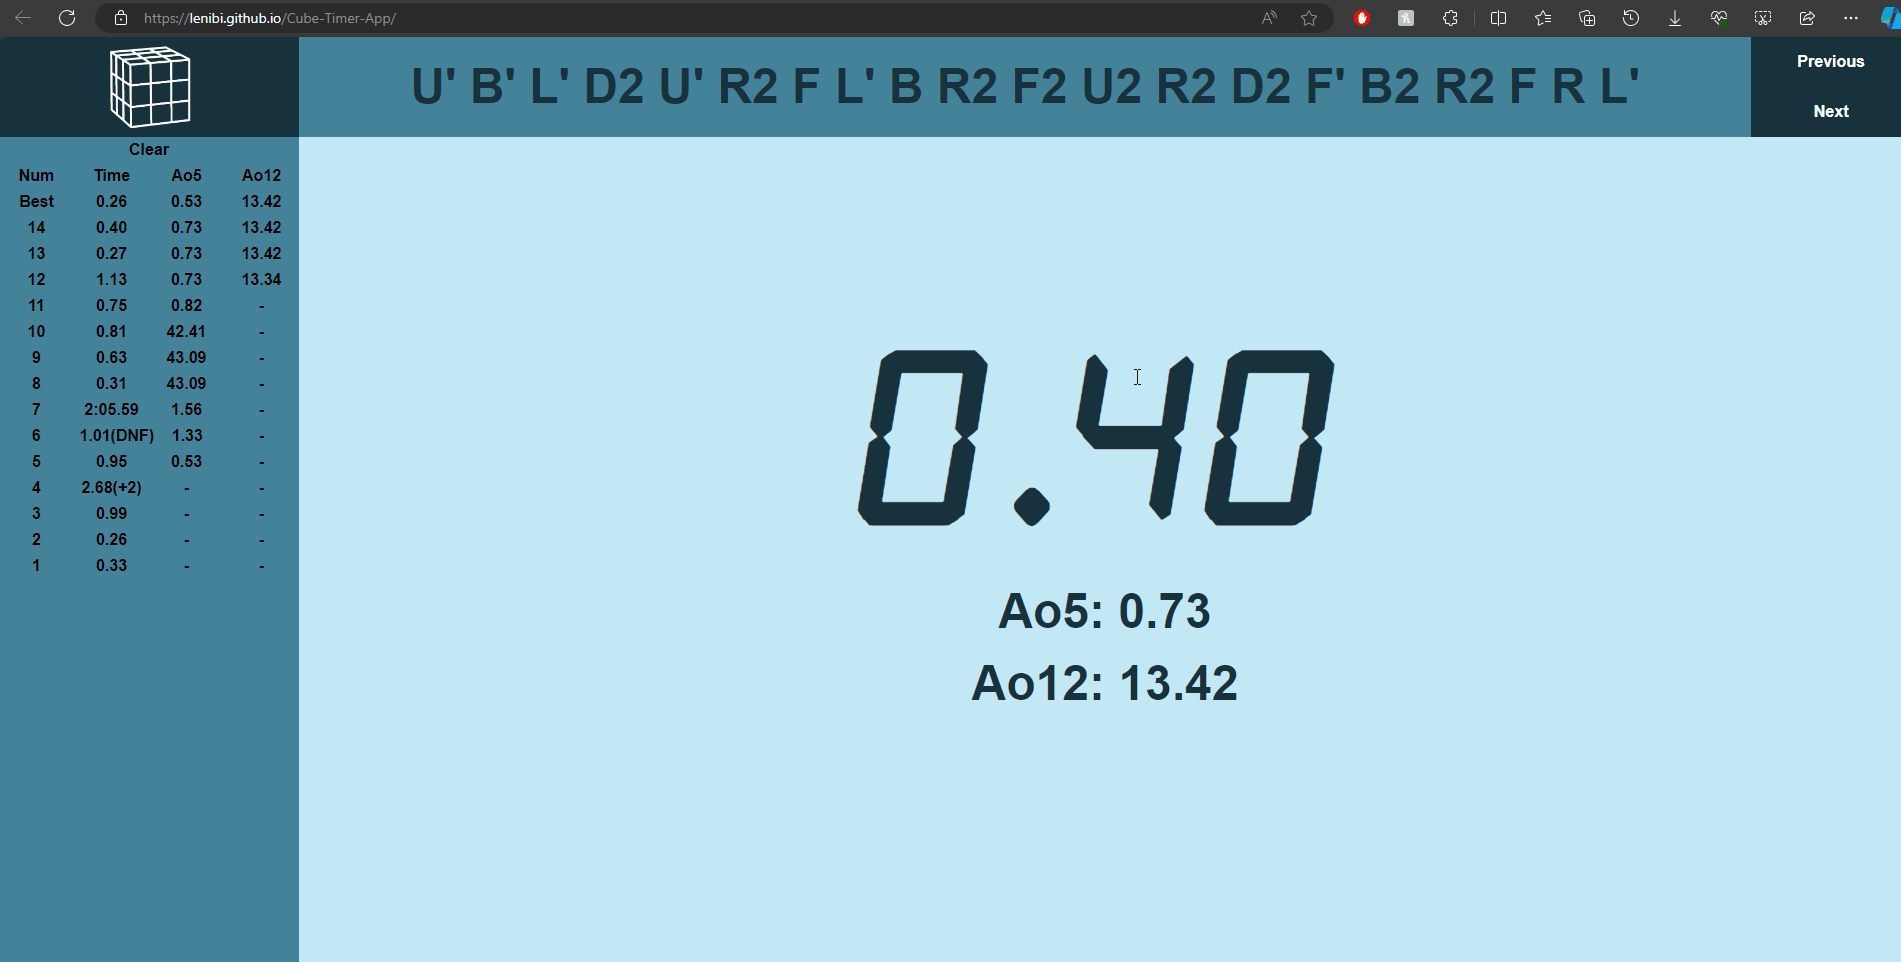 https://lenibi.github.io/Cube-Timer-App/
U' B' L' D2 U' R2 F L' B R2 F2 U2 R2 D2 F' B2 R2 F R L'
Previous
Next
Clear
Num Time Ao5 Ao12
Best 0.26 0.53 13.42
14 0.40 0.73 13.42
13 0.27 0.73 13.42
12 1.13 0.73 13.34
11 0.75 0.82 -
10 0.81 42.41 -
9 0.63 43.09 -
8 0.31 43.09 -
7 2:05.59 1.56 -
6 1.01(DNF) 1.33 -
5 0.95 0.53 -
4 2.68(+2) - -
3 0.99 - -
2 0.26 - -
1 0.33 - -
0.40
Ao5: 0.73
Ao12: 13.42